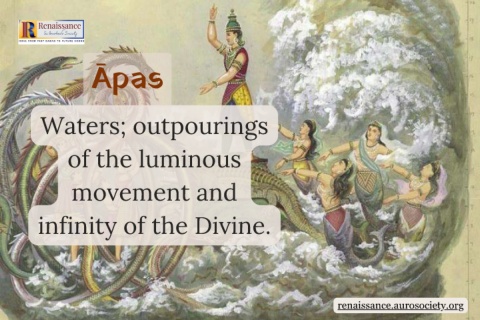 Renaissance
Sri Aurobindo Society
Āpas
Waters; outpourings
of the luminous
movement and
infinity of the Divine.
renaissance.aurosociety.org